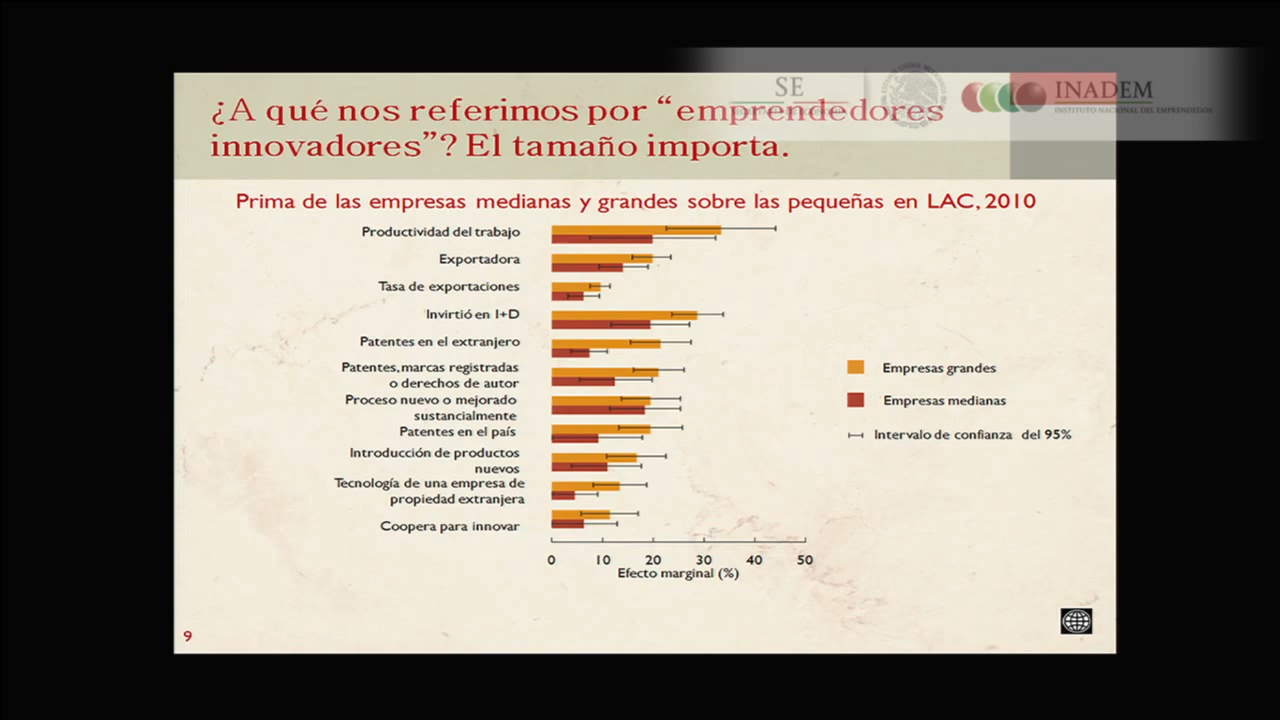 SE
INADEM
INSTITUTO NACIONAL DEL EMPRENDEDOR
¿A qué nos referimos por “emprendedores
innovadores”? El tamaño importa.
Prima de las empresas medianas y grandes sobre las pequeñas en LAC, 2010
Productividad del trabajo
Exportadora
Tasa de exportaciones
Invirtió en I+D
Patentes en el extranjero
Patentes, marcas registradas
o derechos de autor
Proceso nuevo o mejorado
sustancialmente
Patentes en el país
Introducción de productos
nuevos
Tecnología de una empresa de
propiedad extranjera
Coopera para innovar
0 10 20 30 40 50
Efecto marginal (%)
Empresas grandes
Empresas medianas
Intervalo de confianza del 95%
9